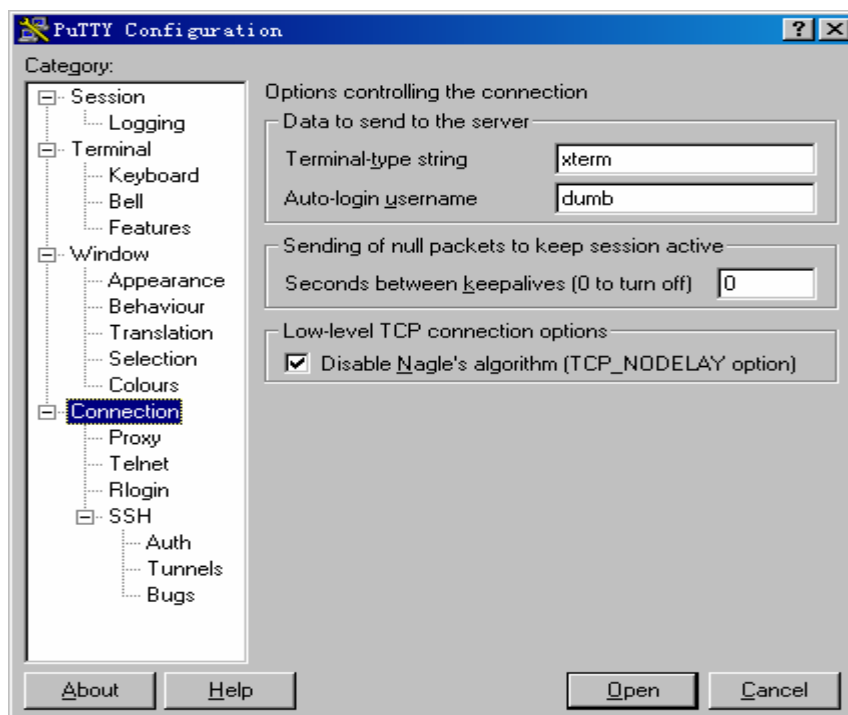 PuTTY Configuration
Category:
Session
Logging
Terminal
Keyboard
Bell
Features
Window
Appearance
Behaviour
Translation
Selection
Colours
Connection
Proxy
Telnet
Rlogin
SSH
Auth
Tunnels
Bugs
Options controlling the connection
Data to send to the server
Terminal-type string xterm
Auto-login username dumb
Sending of null packets to keep session active
Seconds between keepalives (0 to turn off) 0
Low-level TCP connection options
Disable Nagle's algorithm (TCP_NODELAY option)
About Help Open Cancel